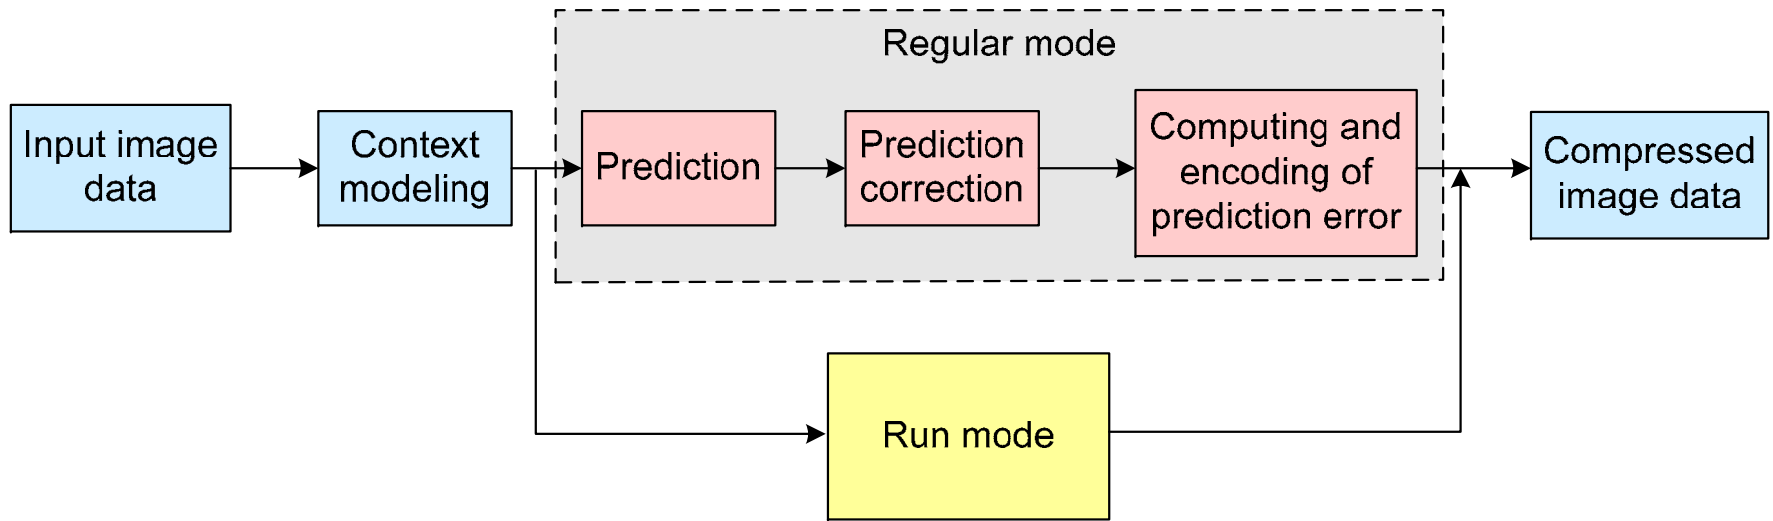 Regular mode
Input image
data
Context
modeling
Prediction
Prediction
correction
Computing and
encoding of
prediction error
Compressed
image data
Run mode